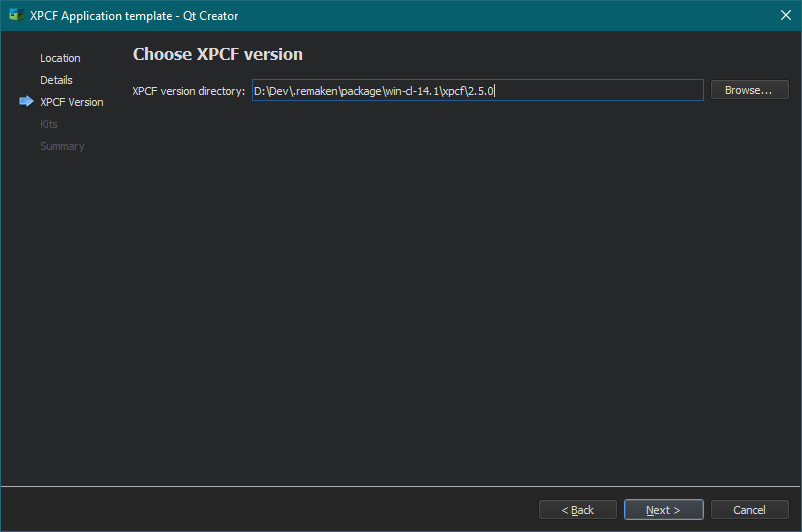 XPCF Application template - Qt Creator
Location
Details
XPCF Version
Kits
Summary
Choose XPCF version
XPCF version directory: D:\Dev\.remaken\package\win-cl-14.1\xpcf\2.5.0 Browse...
< Back Next > Cancel